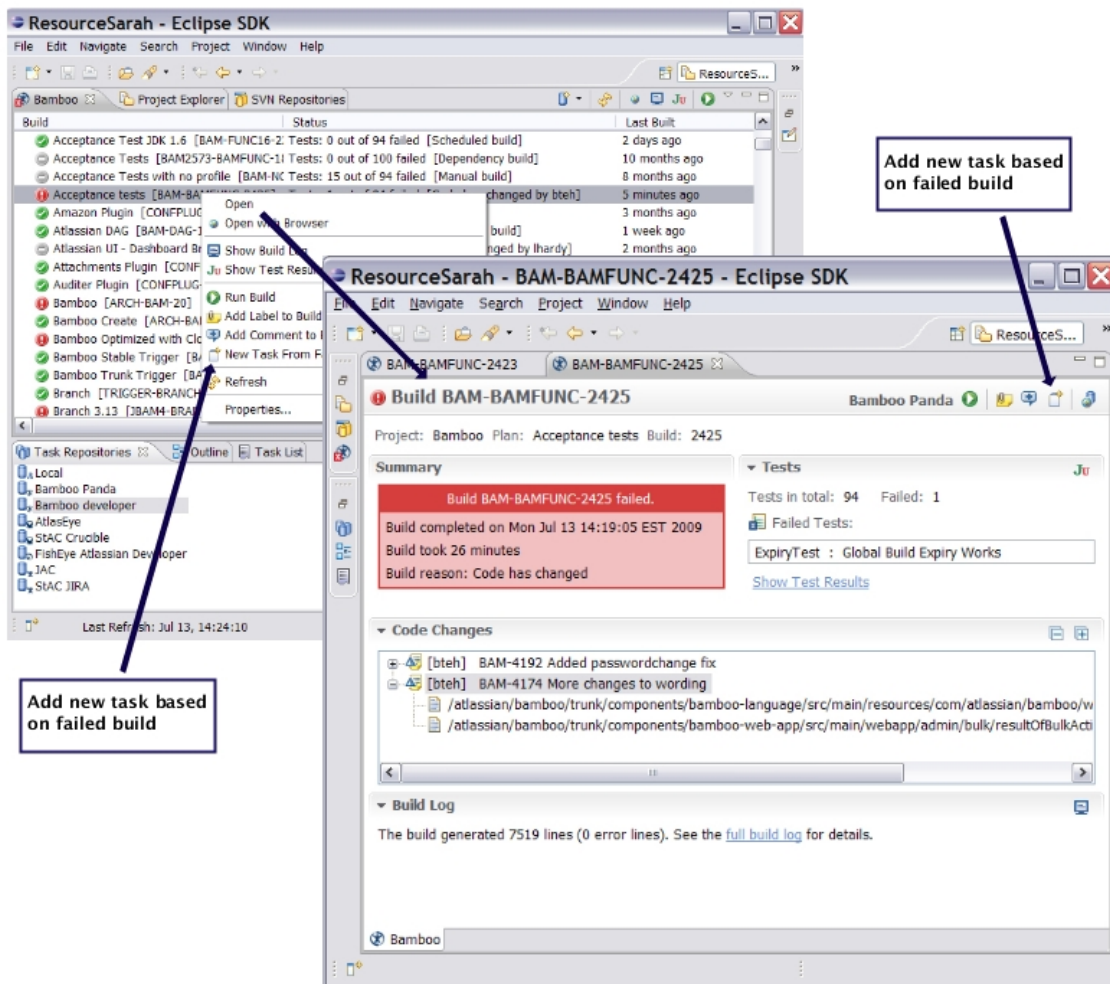 ResourceSarah - Eclipse SDK
File Edit Navigate Search Project Window Help
ResourceS...
Bamboo Project Explorer SVN Repositories
Build Status Last Built
Acceptance Test JDK 1.6 [BAM-FUNC16-2 Tests: 0 out of 94 failed [Scheduled build] 2 days ago
Acceptance Tests [BAM2573-BAMFUNC-1 Tests: 0 out of 100 failed [Dependency build] 10 months ago
Acceptance Tests with no profile [BAM-NC Tests: 15 out of 94 failed [Manual build] 8 months ago
Acceptance tests changed by bteh] 5 minutes ago
Amazon Plugin [CONFPLUG 3 months ago
Atlassian DAG [BAM-DAG-1 build] 1 week ago
Atlassian UI - Dashboard B nged by lhardy] 2 months ago
Attachments Plugin [CONF
Auditer Plugin [CONFPLUG-
Bamboo [ARCH-BAM-20]
Bamboo Create [ARCH-BA
Bamboo Optimized with Clo
Bamboo Stable Trigger [BA
Bamboo Trunk Trigger [BA
Branch [TRIGGER-BRANCH
Branch 3.13 [JBAM4-BRAN
Open
Open with Browser
Show Build Log
Show Test Resu
Run Build
Add Label to Build
Add Comment to
New Task From F
Refresh
Properties...
Task Repositories Outline Task List
Local
Bamboo Panda
Bamboo developer
AtlasEye
StAC Crucible
FishEye Atlassian Developer
JAC
StAC JIRA
Last Refresh: Jul 13, 14:24:10
Add new task based
on failed build
Add new task based
on failed build
ResourceSarah - BAM-BAMFUNC-2425 - Eclipse SDK
File Edit Navigate Search Project Window Help
ResourceS...
BAM-BAMFUNC-2423 BAM-BAMFUNC-2425
Build BAM-BAMFUNC-2425 Bamboo Panda
Project: Bamboo Plan: Acceptance tests Build: 2425
Summary
Build BAM-BAMFUNC-2425 failed.
Build completed on Mon Jul 13 14:19:05 EST 2009
Build took 26 minutes
Build reason: Code has changed
Tests
Tests in total: 94 Failed: 1
Failed Tests:
ExpiryTest : Global Build Expiry Works
Show Test Results
Code Changes
[bteh] BAM-4192 Added passwordchange fix
[bteh] BAM-4174 More changes to wording
/atlassian/bamboo/trunk/components/bamboo-language/src/main/resources/com/atlassian/bamboo/w
/atlassian/bamboo/trunk/components/bamboo-web-app/src/main/webapp/admin/bulk/resultOfBulkActi
Build Log
The build generated 7519 lines (0 error lines). See the full build log for details.
Bamboo